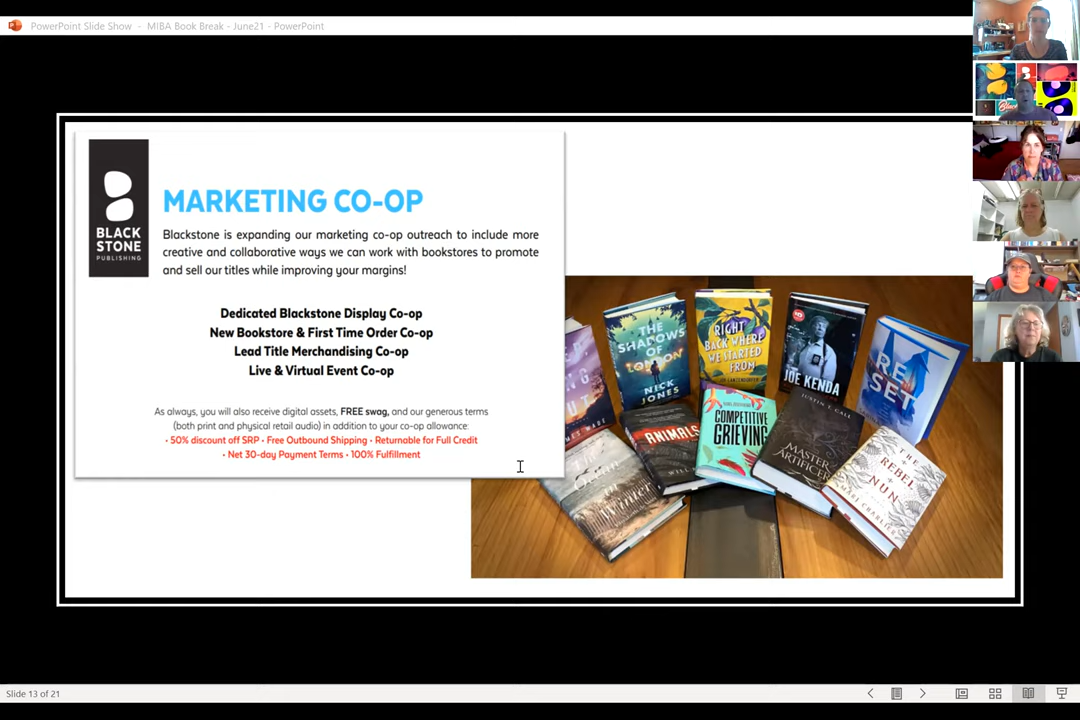 PowerPoint Slide Show - MIBA Book Break - June21 - PowerPoint
BLACK
STONE
PUBLISHING
MARKETING CO-OP
Blackstone is expanding our marketing co-op outreach to include more
creative and collaborative ways we can work with bookstores to promote
and sell our titles while improving your margins!
Dedicated Blackstone Display Co-op
New Bookstore & First Time Order Co-op
Lead Title Merchandising Co-op
Live & Virtual Event Co-op
As always, you will also receive digital assets, FREE swag, and our generous terms
(both print and physical retail audio) in addition to your co-op allowance:
• 50% discount off SRP • Free Outbound Shipping • Returnable for Full Credit
• Net 30-day Payment Terms • 100% Fulfillment
THE
SHADOWS
OF
LONDON
NICK
JONES
RIGHT
BACK WHERE
WE STARTED
FROM
JOE KENDA
RE
SET
ANIMALS
WILL
COMPETITIVE
GRIEVING
JUSTIN T. CALL
MASTER
ARTIFICER
THE
REBEL
NUN
MARJ CHARLIER
Winter
Slide 13 of 21